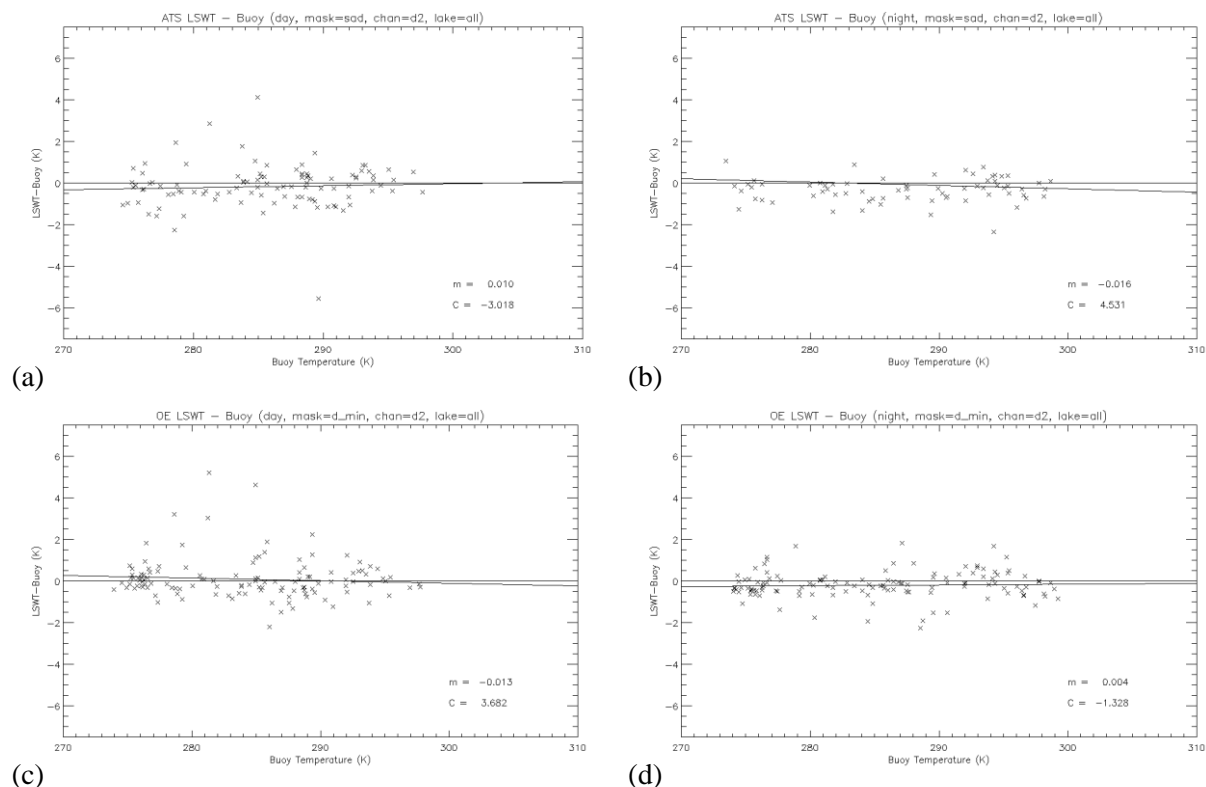 ATS LSWT – Buoy (day, mask=sad, chan=d2, lake=all)
6
4
2
0
−2
−4
−6
LSWT−Buoy (K)
m = 0.010
C = −3.018
270 280 290 300 310
Buoy Temperature (K)
(a)
ATS LSWT – Buoy (night, mask=sad, chan=d2, lake=all)
6
4
2
0
−2
−4
−6
LSWT−Buoy (K)
m = −0.016
C = 4.531
270 280 290 300 310
Buoy Temperature (K)
(b)
OE LSWT – Buoy (day, mask=d_min, chan=d2, lake=all)
6
4
2
0
−2
−4
−6
LSWT−Buoy (K)
m = −0.013
C = 3.682
270 280 290 300 310
Buoy Temperature (K)
(c)
OE LSWT – Buoy (night, mask=d_min, chan=d2, lake=all)
6
4
2
0
−2
−4
−6
LSWT−Buoy (K)
m = 0.004
C = −1.328
270 280 290 300 310
Buoy Temperature (K)
(d)